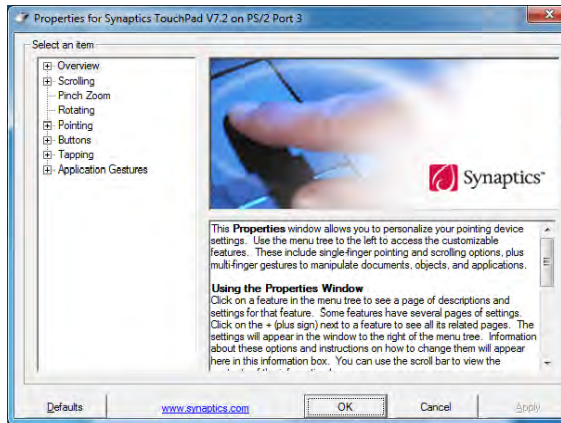 Properties for Synaptics TouchPad V7.2 on PS/2 Port 3
Select an item
Overview
Scrolling
Pinch Zoom
Rotating
Pointing
Buttons
Tapping
Application Gestures
Synaptics™
This Properties window allows you to personalize your pointing device
settings. Use the menu tree to the left to access the customizable
features. These include single-finger pointing and scrolling options, plus
multi-finger gestures to manipulate documents, objects, and applications.
Using the Properties Window
Click on a feature in the menu tree to see a page of descriptions and
settings for that feature. Some features have several pages of settings.
Click on the + (plus sign) next to a feature to see all its related pages. The
settings will appear in the window to the right of the menu tree. Information
about these options and instructions on how to change them will appear
here in this information box. You can use the scroll bar to view the
Defaults
www.synaptics.com
OK
Cancel
Apply